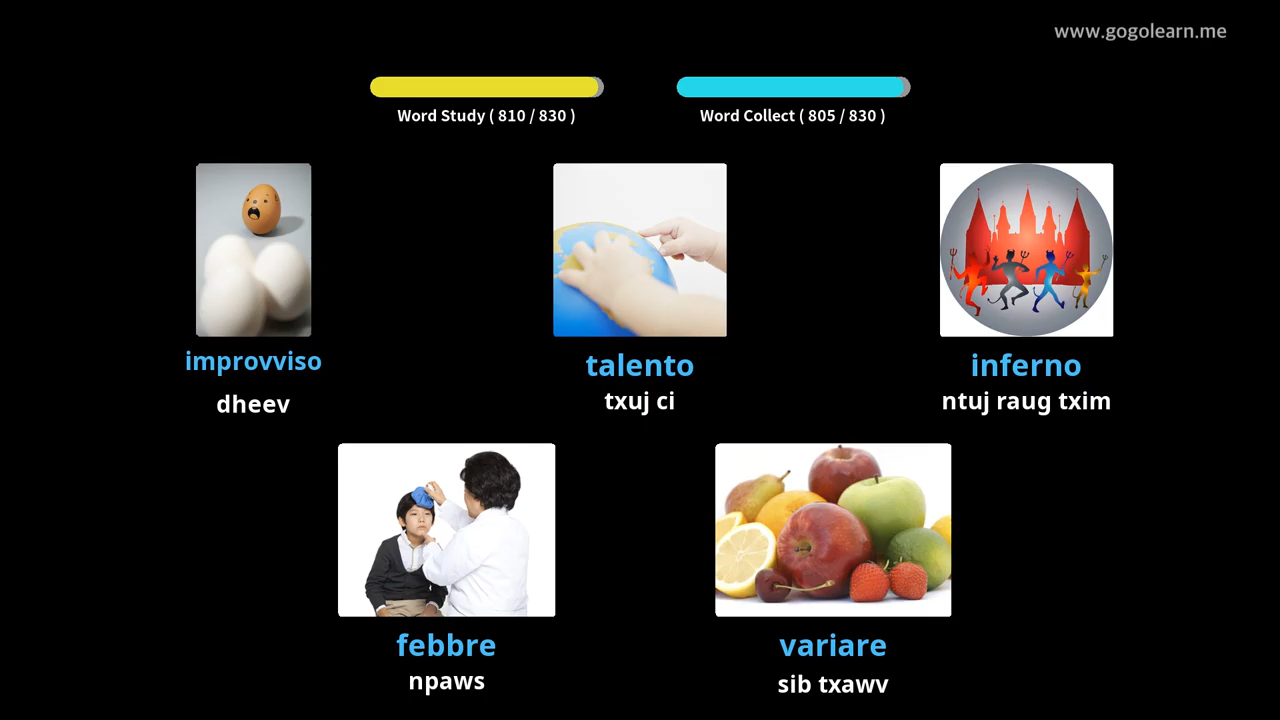 www.gogolearn.me
Word Study ( 810 / 830 )
Word Collect ( 805 / 830 )
improvviso
dheev
talento
txuj ci
inferno
ntuj raug txim
febbre
npaws
variare
sib txawv